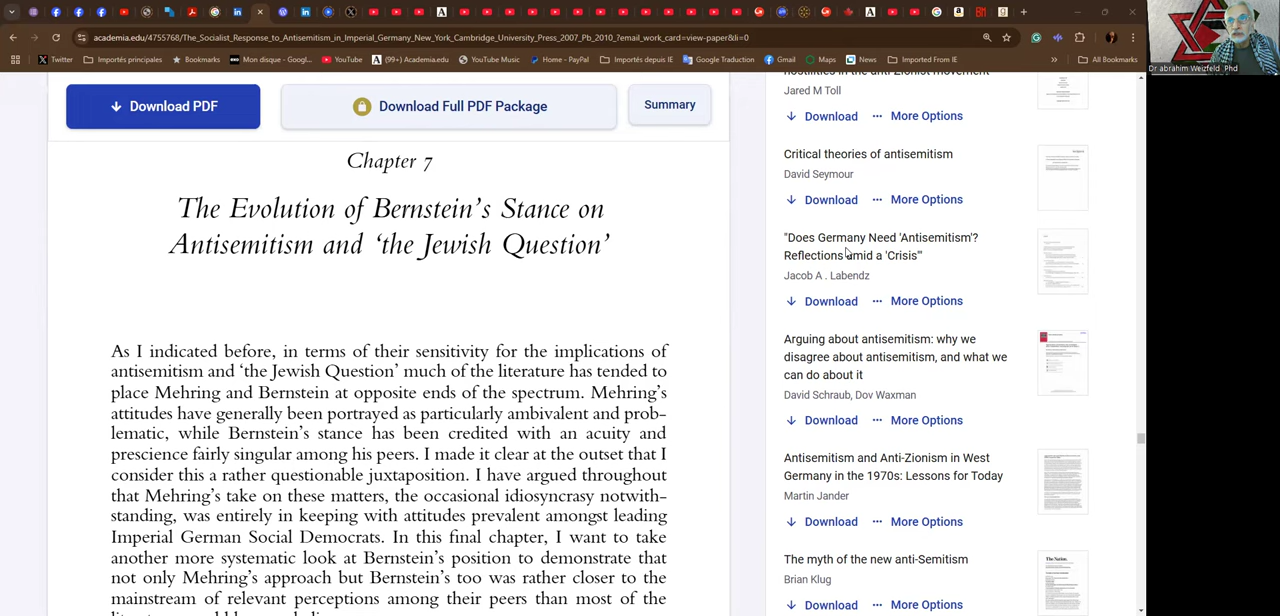 academia.edu/4755768/The_Socialist_Response_to_Antisemitism_in_Imperial_Germany_New_York_Cambridge_University_Press_2007_Pb_2010_?email_work_card=view-paper&li=0
Twitter
Importés principales
Bookmarks
Mon disque - Googl...
YouTube
(99+) Academia.edu
YouTube Music
Home - PayPal
Importés depuis IE
Google Traduction
Gmail
Maps
News
Imported From IE
All Bookmarks
Dr abrahim Weizfeld Phd
Download PDF
Download Full PDF Package
Summary
Chapter 7
The Evolution of Bernstein's Stance on
Antisemitism and 'the Jewish Question'
As I indicated before, in terms of their sensitivity for the implications of
antisemitism and 'the Jewish Question' much of the literature has tended to
place Mehring and Bernstein at opposite ends of the spectrum. Mehring's
attitudes have generally been portrayed as particularly ambivalent and prob-
lematic, while Bernstein's stance has been credited with an acuity and
prescience fairly singular among his peers. I made it clear at the outset that I
consider this a rather questionable juxtaposition. I have argued throughout
that Mehring's take on these matters, the occasional idiosyncrasy notwith-
standing, was entirely in keeping with attitudes prevalent amongst leading
Imperial German Social Democrats. In this final chapter, I want to take
another more systematic look at Bernstein's position to demonstrate that
not only Mehring's approach but Bernstein's too was rather closer to the
hostilities in the anti-Zionist movement
Jared M Toll
Download
More Options
Critical theories of antisemitism
David Seymour
Download
More Options
"Does Germany Need 'Antisemitism'?
Reflections amid a 'Crisis'"
Jacob A . Labendz
Download
More Options
Arguing about antisemitism: why we
disagree about antisemitism, and what we
can do about it
David Schraub, Dov Waxman
Download
More Options
Antisemitism and Anti-Zionism in West
Germany in the 1970s: Lessons for Today
Martin Jander
Download
More Options
The myth of the new anti-Semitism
Brian Klug
Download
More Options
The Nation.